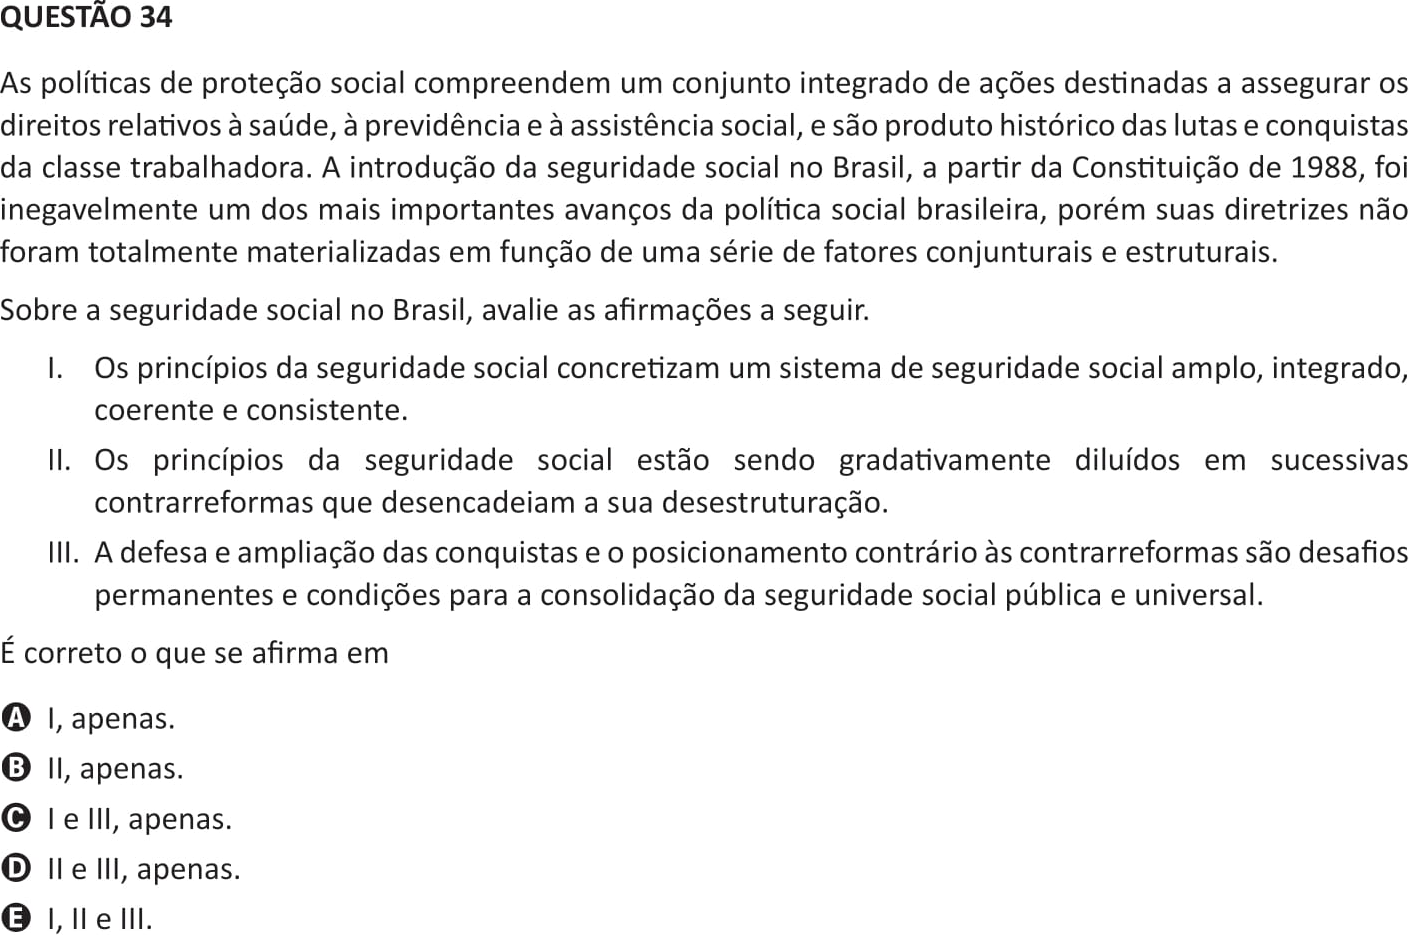 QUESTÃO 34
As políticas de proteção social compreendem um conjunto integrado de ações destinadas a assegurar os
direitos relativos à saúde, à previdência e à assistência social, e são produto histórico das lutas e conquistas
da classe trabalhadora. A introdução da seguridade social no Brasil, a partir da Constituição de 1988, foi
inegavelmente um dos mais importantes avanços da política social brasileira, porém suas diretrizes não
foram totalmente materializadas em função de uma série de fatores conjunturais e estruturais.
Sobre a seguridade social no Brasil, avalie as afirmações a seguir.
I. Os princípios da seguridade social concretizam um sistema de seguridade social amplo, integrado,
coerente e consistente.
II. Os princípios da seguridade social estão sendo gradativamente diluídos em sucessivas
contrarreformas que desencadeiam a sua desestruturação.
III. A defesa e ampliação das conquistas e o posicionamento contrário às contrarreformas são desafios
permanentes e condições para a consolidação da seguridade social pública e universal.
É correto o que se afirma em
A I, apenas.
B II, apenas.
C I e III, apenas.
D II e III, apenas.
E I, II e III.